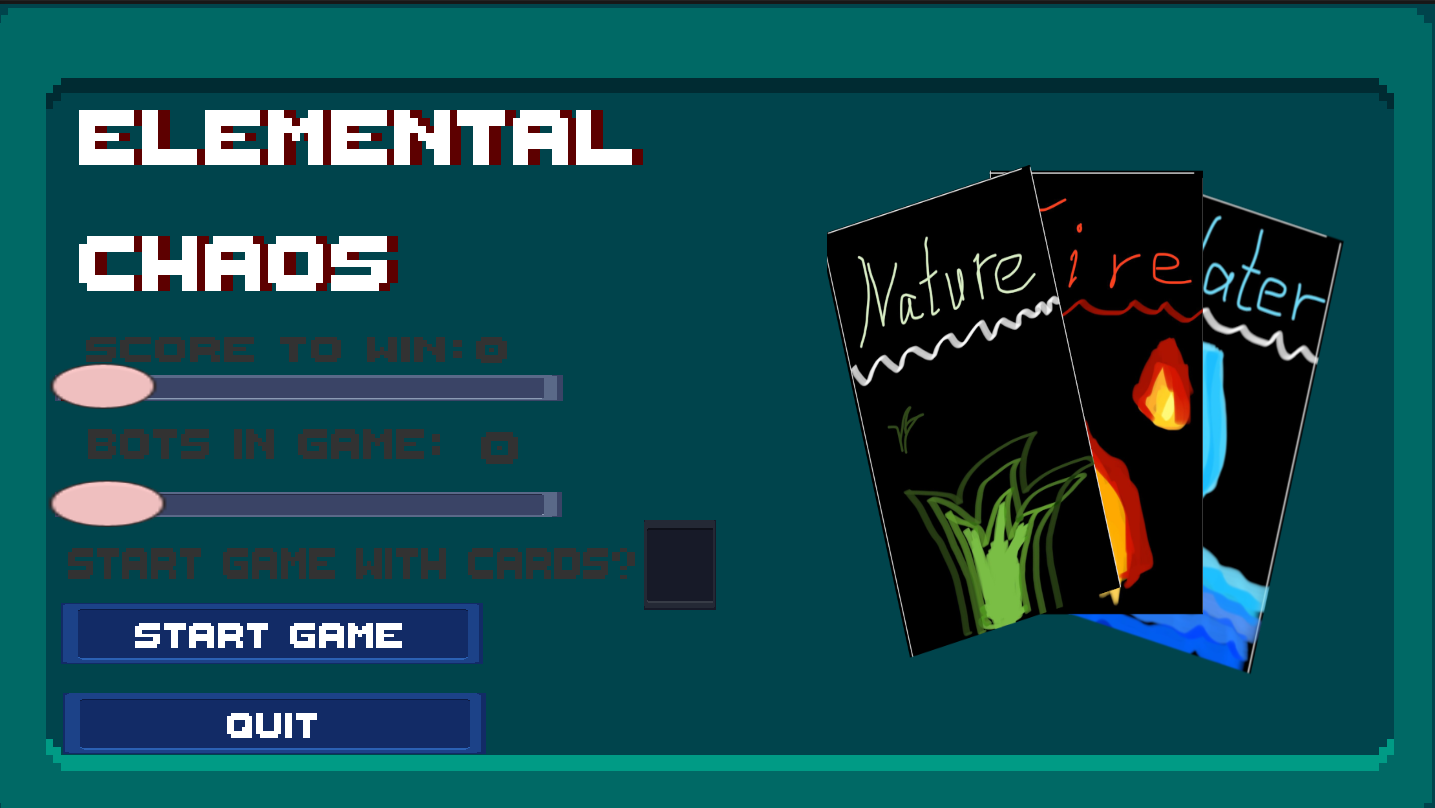 ELEMENTAL
CHAOS
SCORE TO WIN: 0
BOTS IN GAME: 0
START GAME WITH CARDS?
START GAME
QUIT
Nature
ire
ater